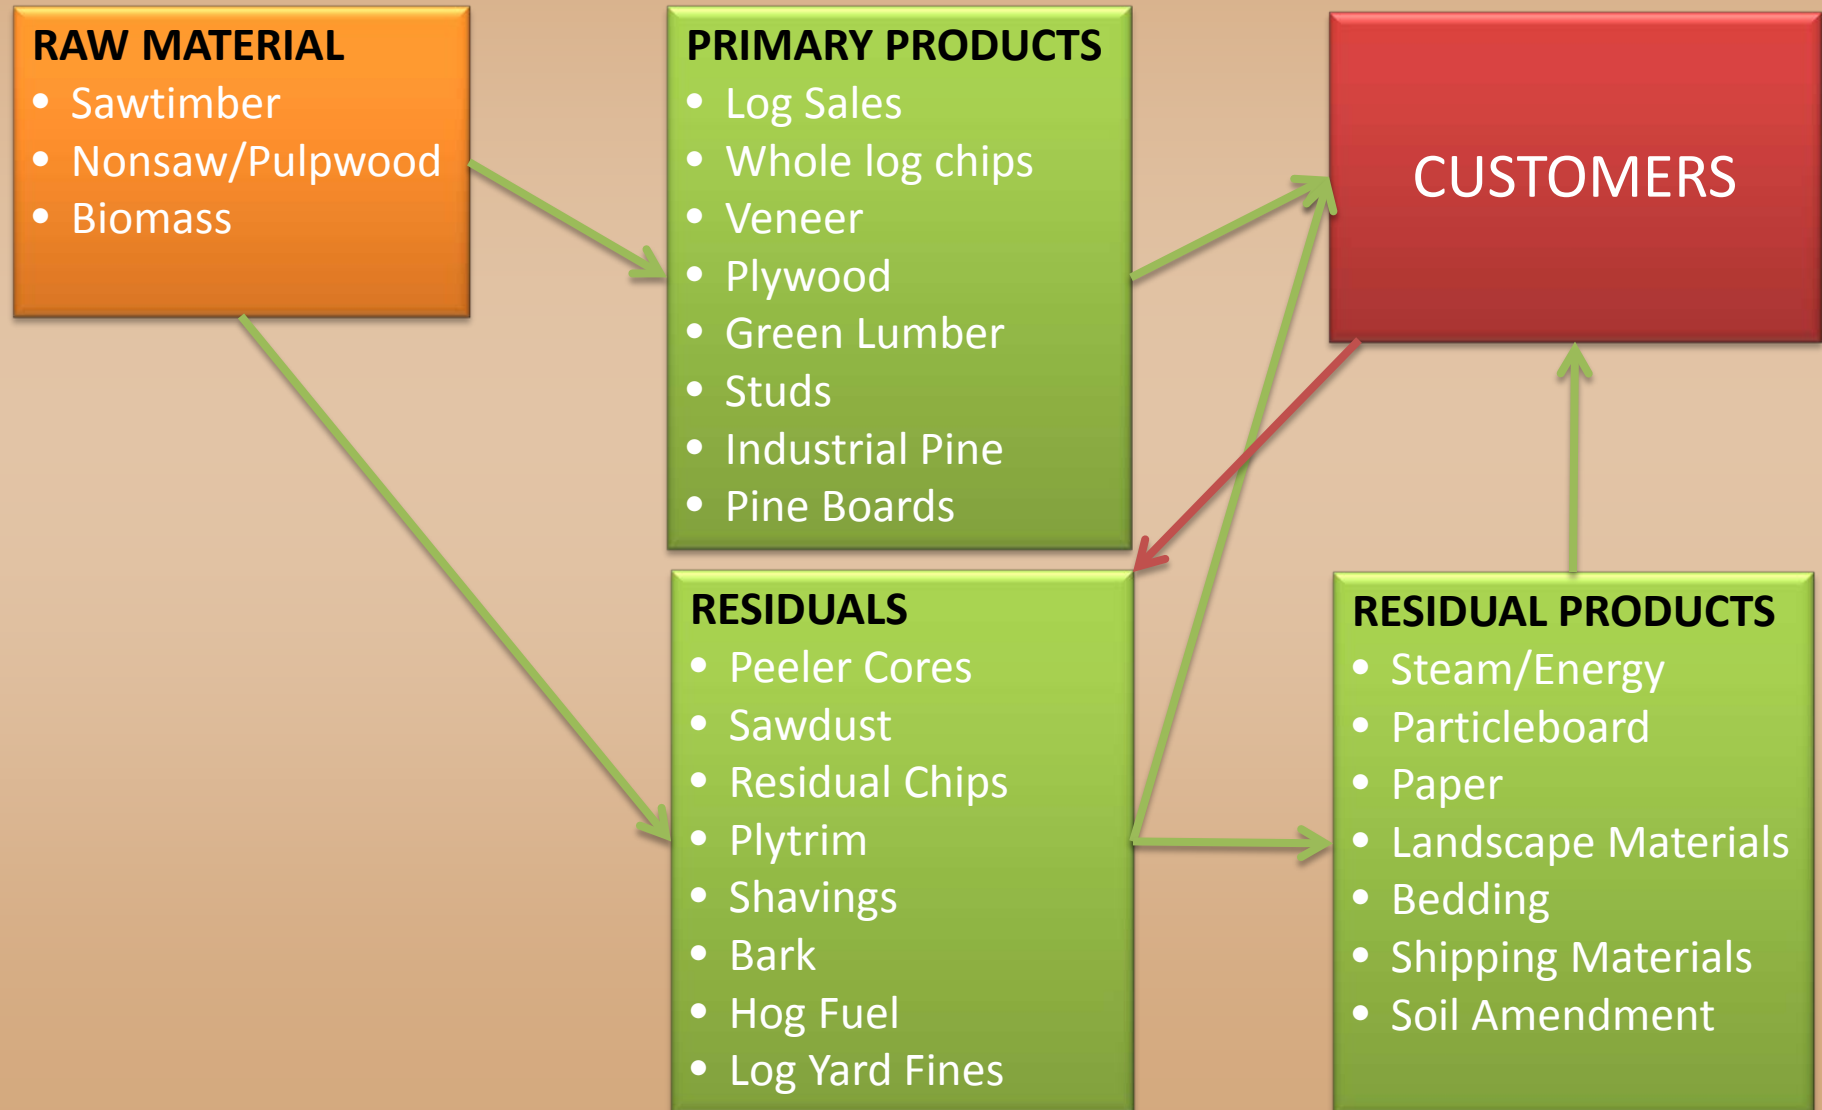 RAW MATERIAL
• Sawtimber
• Nonsaw/Pulpwood
• Biomass
PRIMARY PRODUCTS
• Log Sales
• Whole log chips
• Veneer
• Plywood
• Green Lumber
• Studs
• Industrial Pine
• Pine Boards
CUSTOMERS
RESIDUALS
• Peeler Cores
• Sawdust
• Residual Chips
• Plytrim
• Shavings
• Bark
• Hog Fuel
• Log Yard Fines
RESIDUAL PRODUCTS
• Steam/Energy
• Particleboard
• Paper
• Landscape Materials
• Bedding
• Shipping Materials
• Soil Amendment